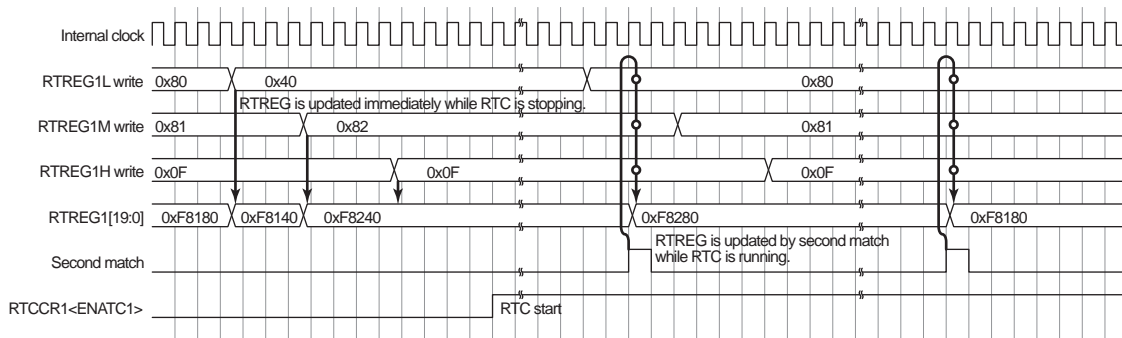 Internal clock
RTREG1L write 0x80 0x40 0x80
RTREG is updated immediately while RTC is stopping.
RTREG1M write 0x81 0x82 0x81
RTREG1H write 0x0F 0x0F 0x0F
RTREG1[19:0] 0xF8180 0xF8140 0xF8240 0xF8280 0xF8180
RTREG is updated by second match
while RTC is running.
Second match
RTCCR1<ENATC1> RTC start